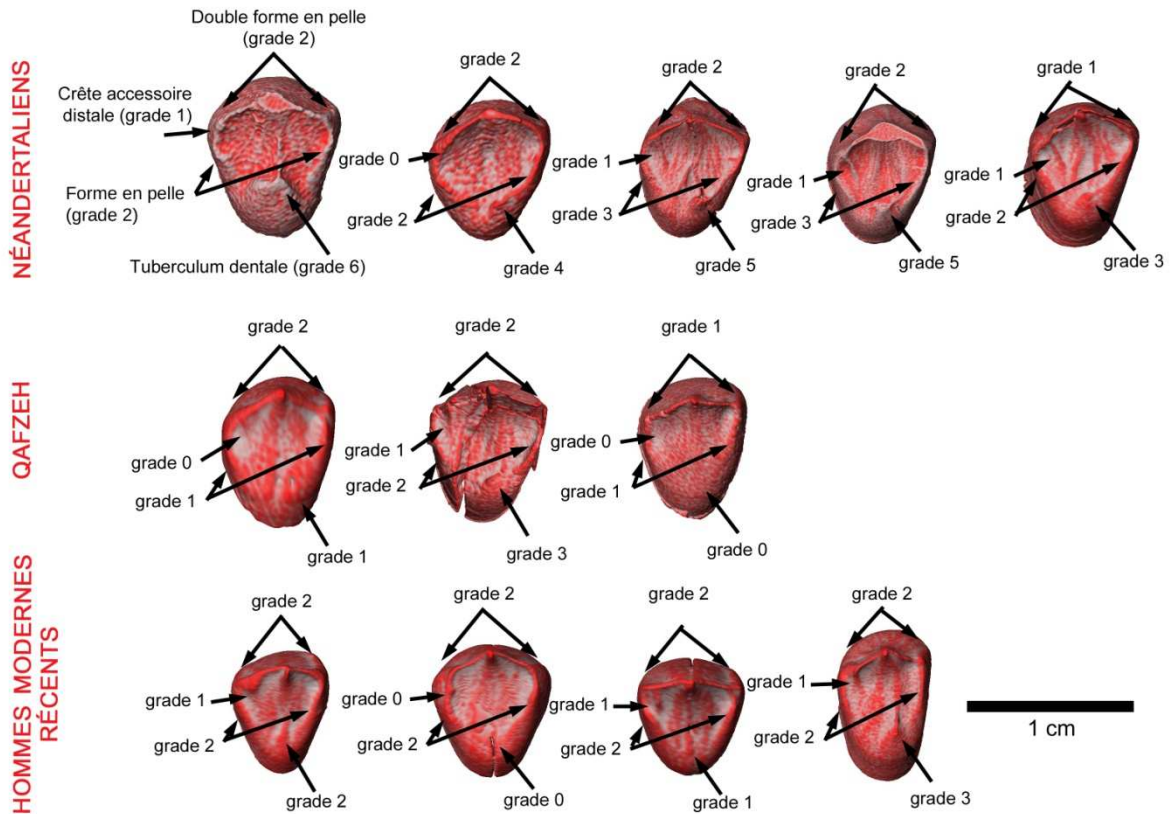 NÉANDERTALIENS
Double forme en pelle
(grade 2)
Crête accessoire
distale (grade 1)
Forme en pelle
(grade 2)
Tuberculum dentale (grade 6)
grade 2
grade 0
grade 2
grade 4
grade 2
grade 1
grade 3
grade 5
grade 2
grade 1
grade 3
grade 5
grade 1
grade 1
grade 2
grade 3
QAFZEH
grade 2
grade 0
grade 1
grade 1
grade 2
grade 1
grade 2
grade 3
grade 1
grade 0
grade 1
grade 0
HOMMES MODERNES
RÉCENTS
grade 2
grade 1
grade 2
grade 2
grade 2
grade 0
grade 2
grade 0
grade 2
grade 1
grade 2
grade 1
grade 2
grade 1
grade 2
grade 3
1 cm